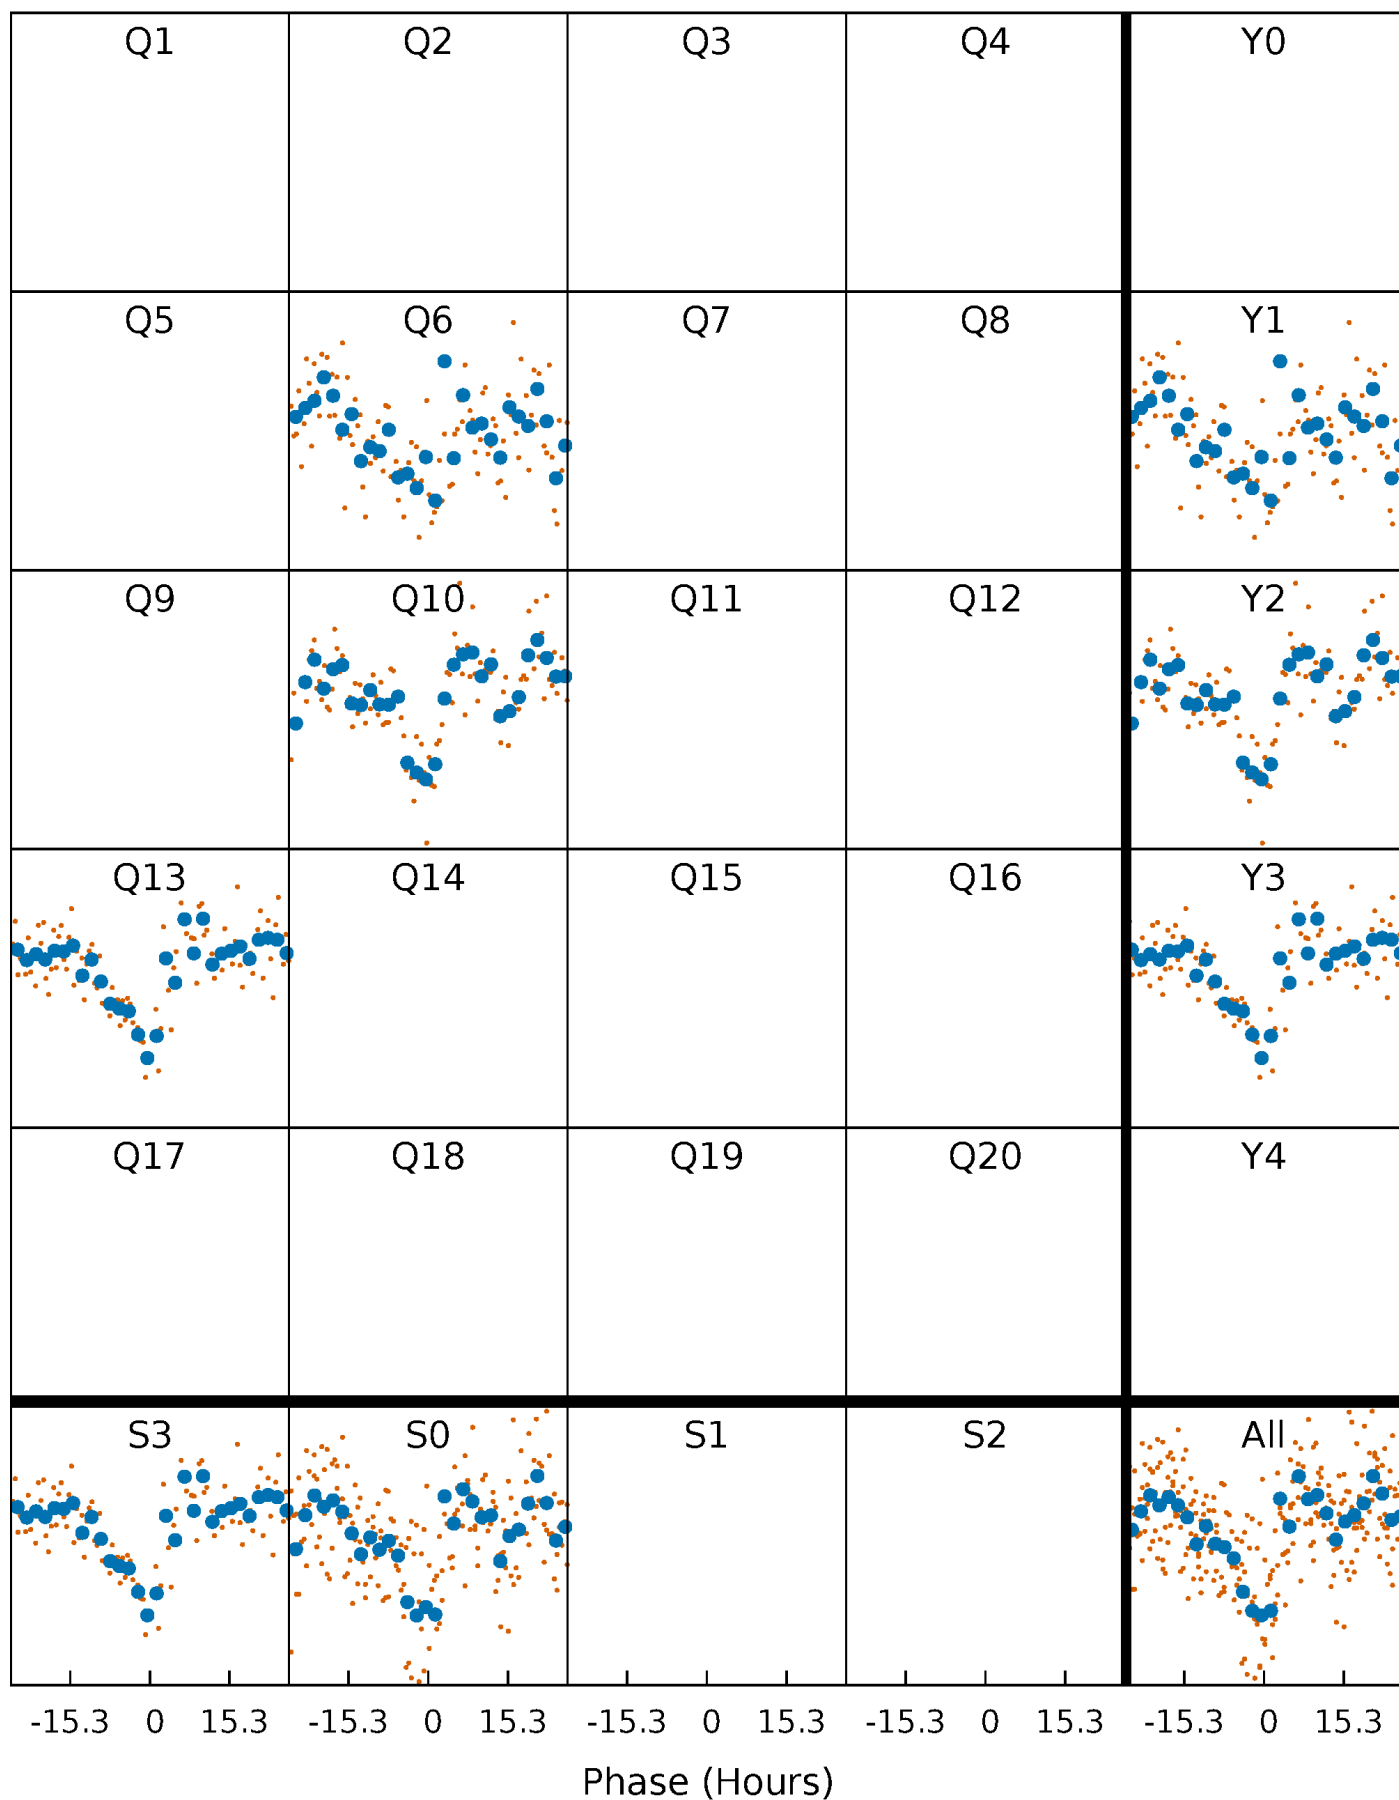 Q1 Q2 Q3 Q4 Y0
Q5 Q6 Q7 Q8 Y1
Q9 Q10 Q11 Q12 Y2
Q13 Q14 Q15 Q16 Y3
Q17 Q18 Q19 Q20 Y4
S3 S0 S1 S2 All
-15.3 0 15.3 -15.3 0 15.3 -15.3 0 15.3 -15.3 0 15.3 -15.3 0 15.3
Phase (Hours)